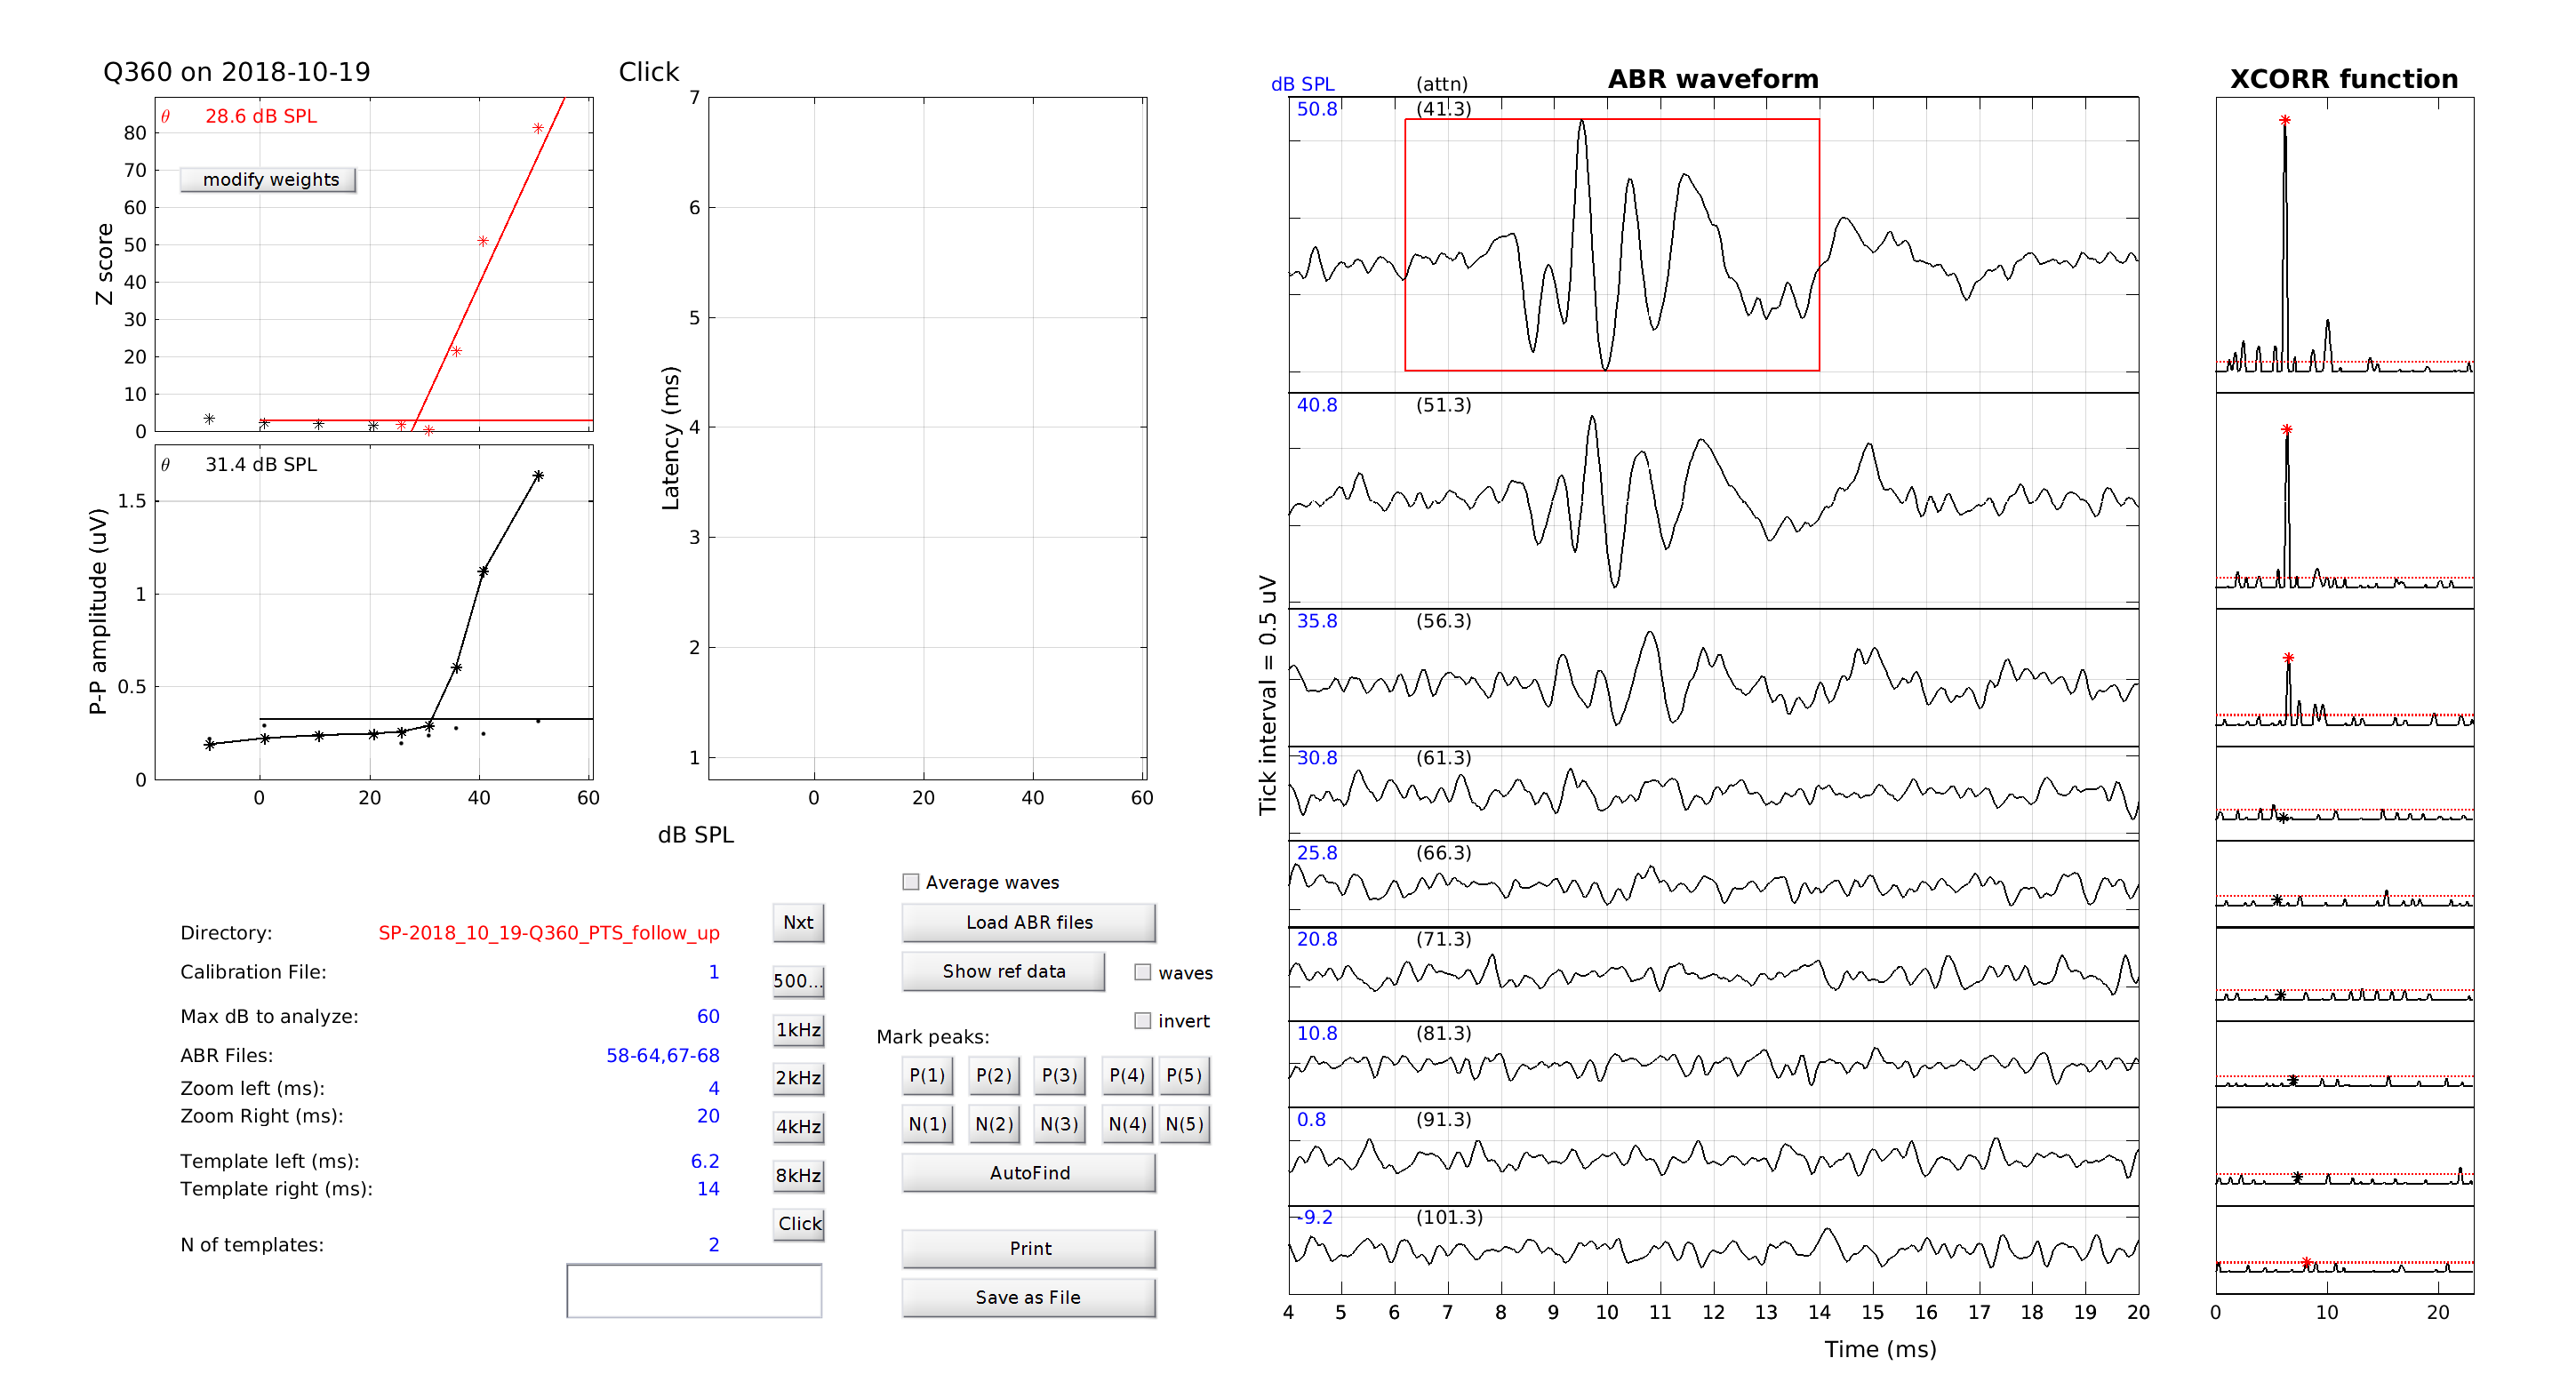 Q360 on 2018-10-19
Click
θ 28.6 dB SPL
modify weights
Z score
80
70
60
50
40
30
20
10
0
θ 31.4 dB SPL
P-P amplitude (uV)
1.5
1
0.5
0
0 20 40 60
Latency (ms)
7
6
5
4
3
2
1
0 20 40 60
dB SPL
Directory: SP-2018_10_19-Q360_PTS_follow_up
Calibration File: 1
Max dB to analyze: 60
ABR Files: 58-64,67-68
Zoom left (ms): 4
Zoom Right (ms): 20
Template left (ms): 6.2
Template right (ms): 14
N of templates: 2
Nxt
500...
1kHz
2kHz
4kHz
8kHz
Click
Average waves
Load ABR files
Show ref data
waves
invert
Mark peaks:
P(1) P(2) P(3) P(4) P(5)
N(1) N(2) N(3) N(4) N(5)
AutoFind
Print
Save as File
dB SPL (attn) ABR waveform
Tick interval = 0.5 uV
50.8 (41.3)
40.8 (51.3)
35.8 (56.3)
30.8 (61.3)
25.8 (66.3)
20.8 (71.3)
10.8 (81.3)
0.8 (91.3)
-9.2 (101.3)
4 5 6 7 8 9 10 11 12 13 14 15 16 17 18 19 20
Time (ms)
XCORR function
0 10 20